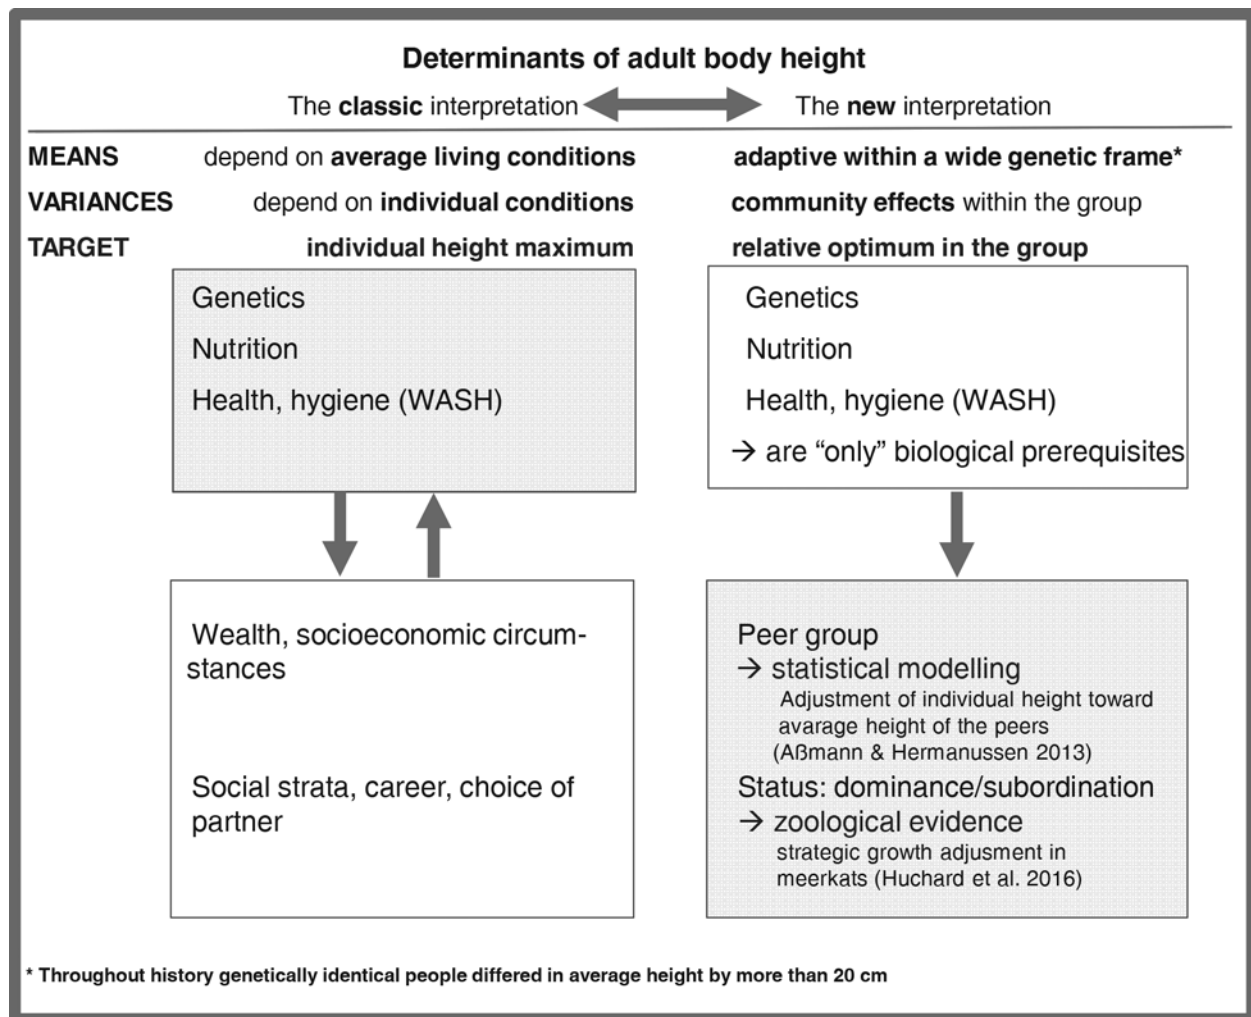 Determinants of adult body height
The classic interpretation The new interpretation
MEANS depend on average living conditions adaptive within a wide genetic frame*
VARIANCES depend on individual conditions community effects within the group
TARGET individual height maximum relative optimum in the group
Genetics
Nutrition
Health, hygiene (WASH)
Genetics
Nutrition
Health, hygiene (WASH)
→ are “only” biological prerequisites
Wealth, socioeconomic circum-
stances
Social strata, career, choice of
partner
Peer group
→ statistical modelling
Adjustment of individual height toward
avarage height of the peers
(Aßmann & Hermanussen 2013)
Status: dominance/subordination
→ zoological evidence
strategic growth adjusment in
meerkats (Huchard et al. 2016)
* Throughout history genetically identical people differed in average height by more than 20 cm